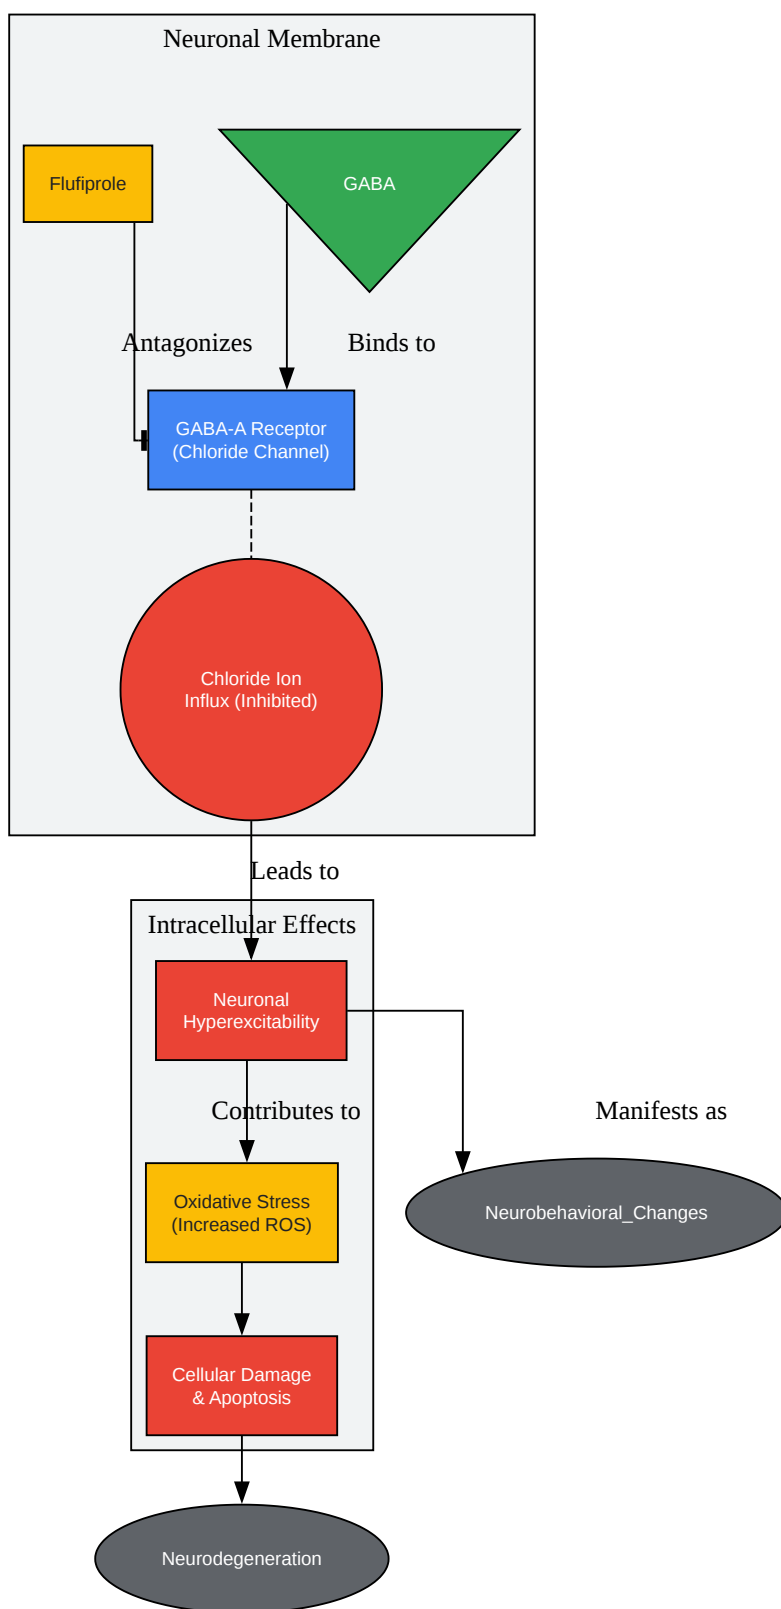 Neuronal Membrane
Flufiprole
GABA
Antagonizes
Binds to
GABA-A Receptor
(Chloride Channel)
Chloride Ion
Influx (Inhibited)
Leads to
Intracellular Effects
Neuronal
Hyperexcitability
Contributes to
Manifests as
Oxidative Stress
(Increased ROS)
Neurobehavioral_Changes
Cellular Damage
& Apoptosis
Neurodegeneration